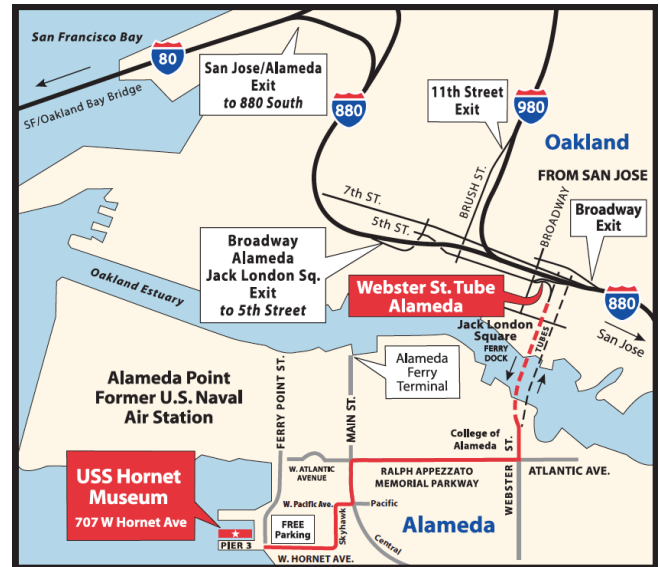 San Francisco Bay
80
SF/Oakland Bay Bridge
San Jose/Alameda
Exit
to 880 South
880
11th Street
Exit
980
Oakland
FROM SAN JOSE
7th ST.
5th ST.
BRUSH ST.
BROADWAY
Broadway
Exit
Broadway
Alameda
Jack London Sq.
Exit
to 5th Street
Oakland Estuary
Webster St. Tube
Alameda
880
San Jose
Jack London
Square
FERRY
DOCK
TUBES
Alameda
Ferry
Terminal
Alameda Point
Former U.S. Naval
Air Station
FERRY POINT ST.
MAIN ST.
College of
Alameda
WEBSTER ST.
W. ATLANTIC
AVENUE
RALPH APPEZZATO
MEMORIAL PARKWAY
ATLANTIC AVE.
USS Hornet
Museum
707 W Hornet Ave
W. Pacific Ave.
Pacific
FREE
Parking
Skyhawk
Alameda
PIER 3
W. HORNET AVE.
Central